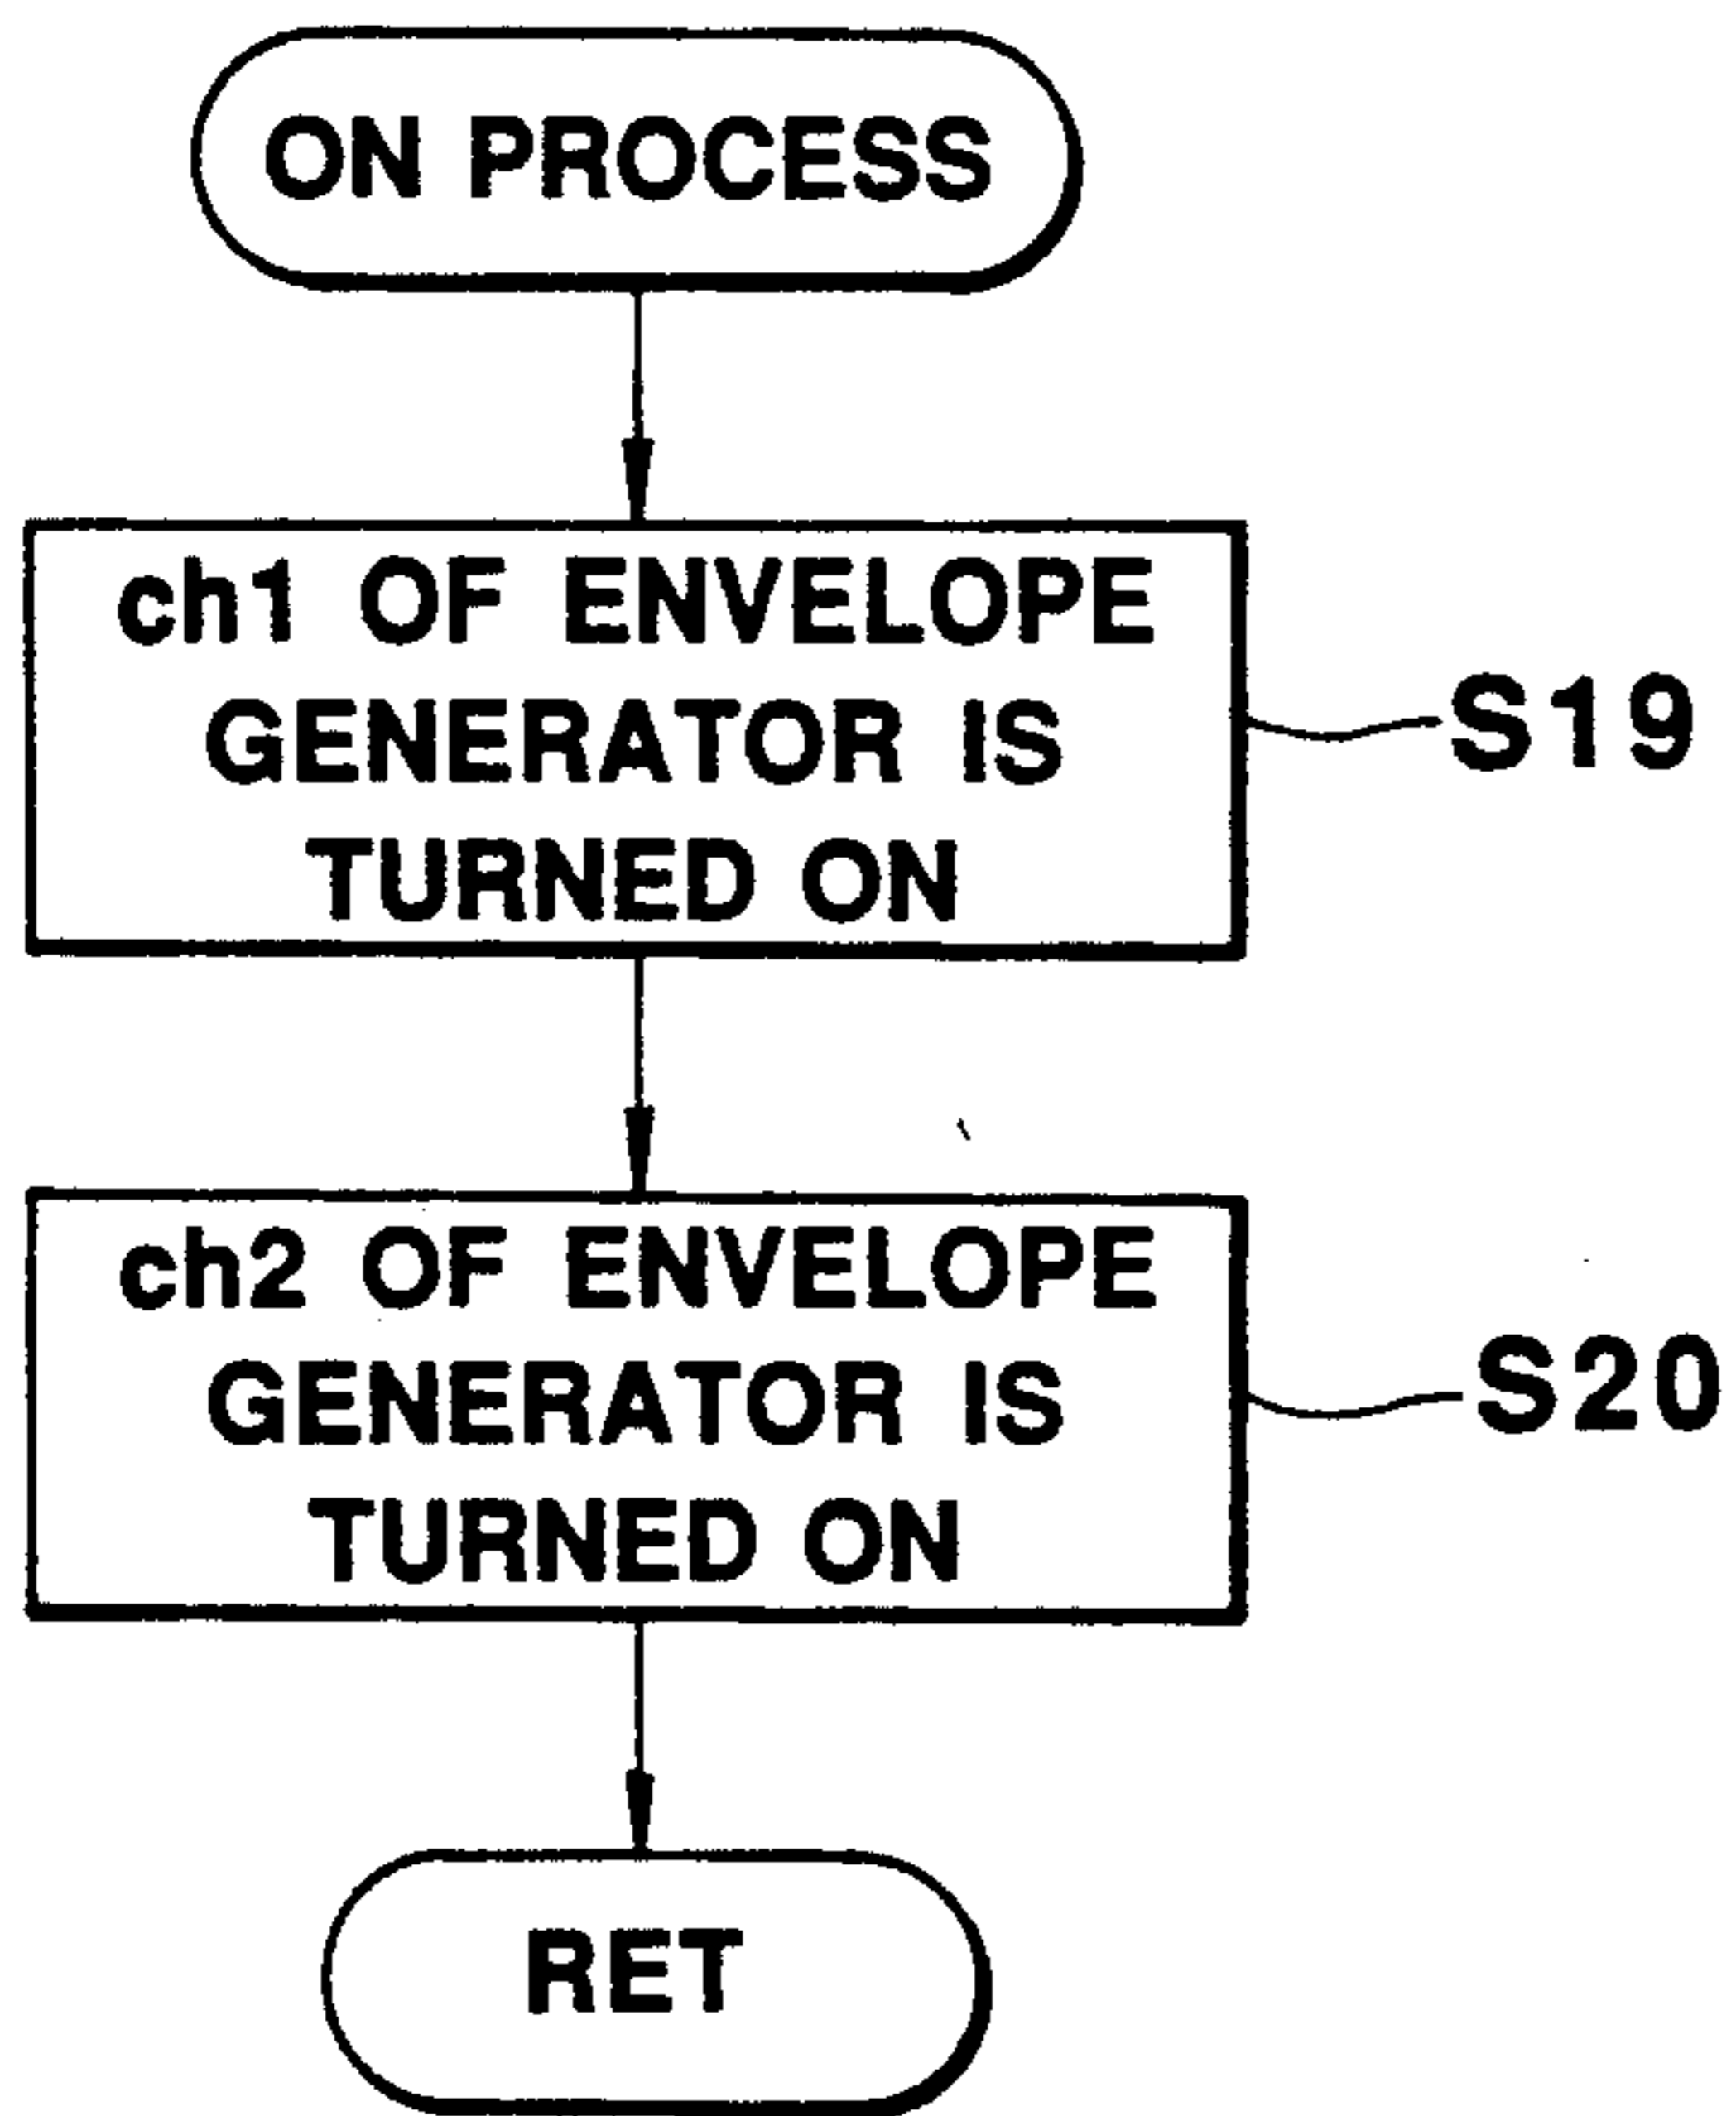 ON PROCESS
ch1 OF ENVELOPE
GENERATOR IS
TURNED ON
S19
ch2 OF ENVELOPE
GENERATOR IS
TURNED ON
S20
RET